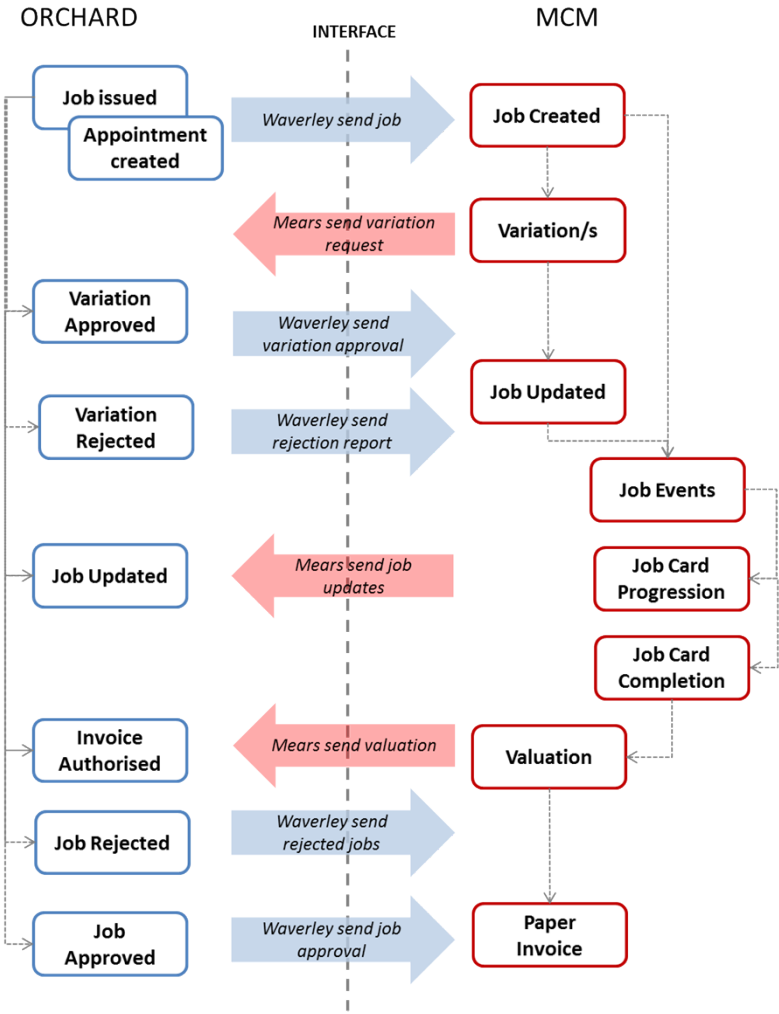 ORCHARD
INTERFACE
MCM
Job issued
Appointment
created
Waverley send job
Job Created
Mears send variation
request
Variation/s
Variation
Approved
Waverley send
variation approval
Job Updated
Variation
Rejected
Waverley send
rejection report
Job Events
Job Updated
Mears send job
updates
Job Card
Progression
Job Card
Completion
Invoice
Authorised
Mears send valuation
Valuation
Job Rejected
Waverley send
rejected jobs
Job
Approved
Waverley send job
approval
Paper
Invoice